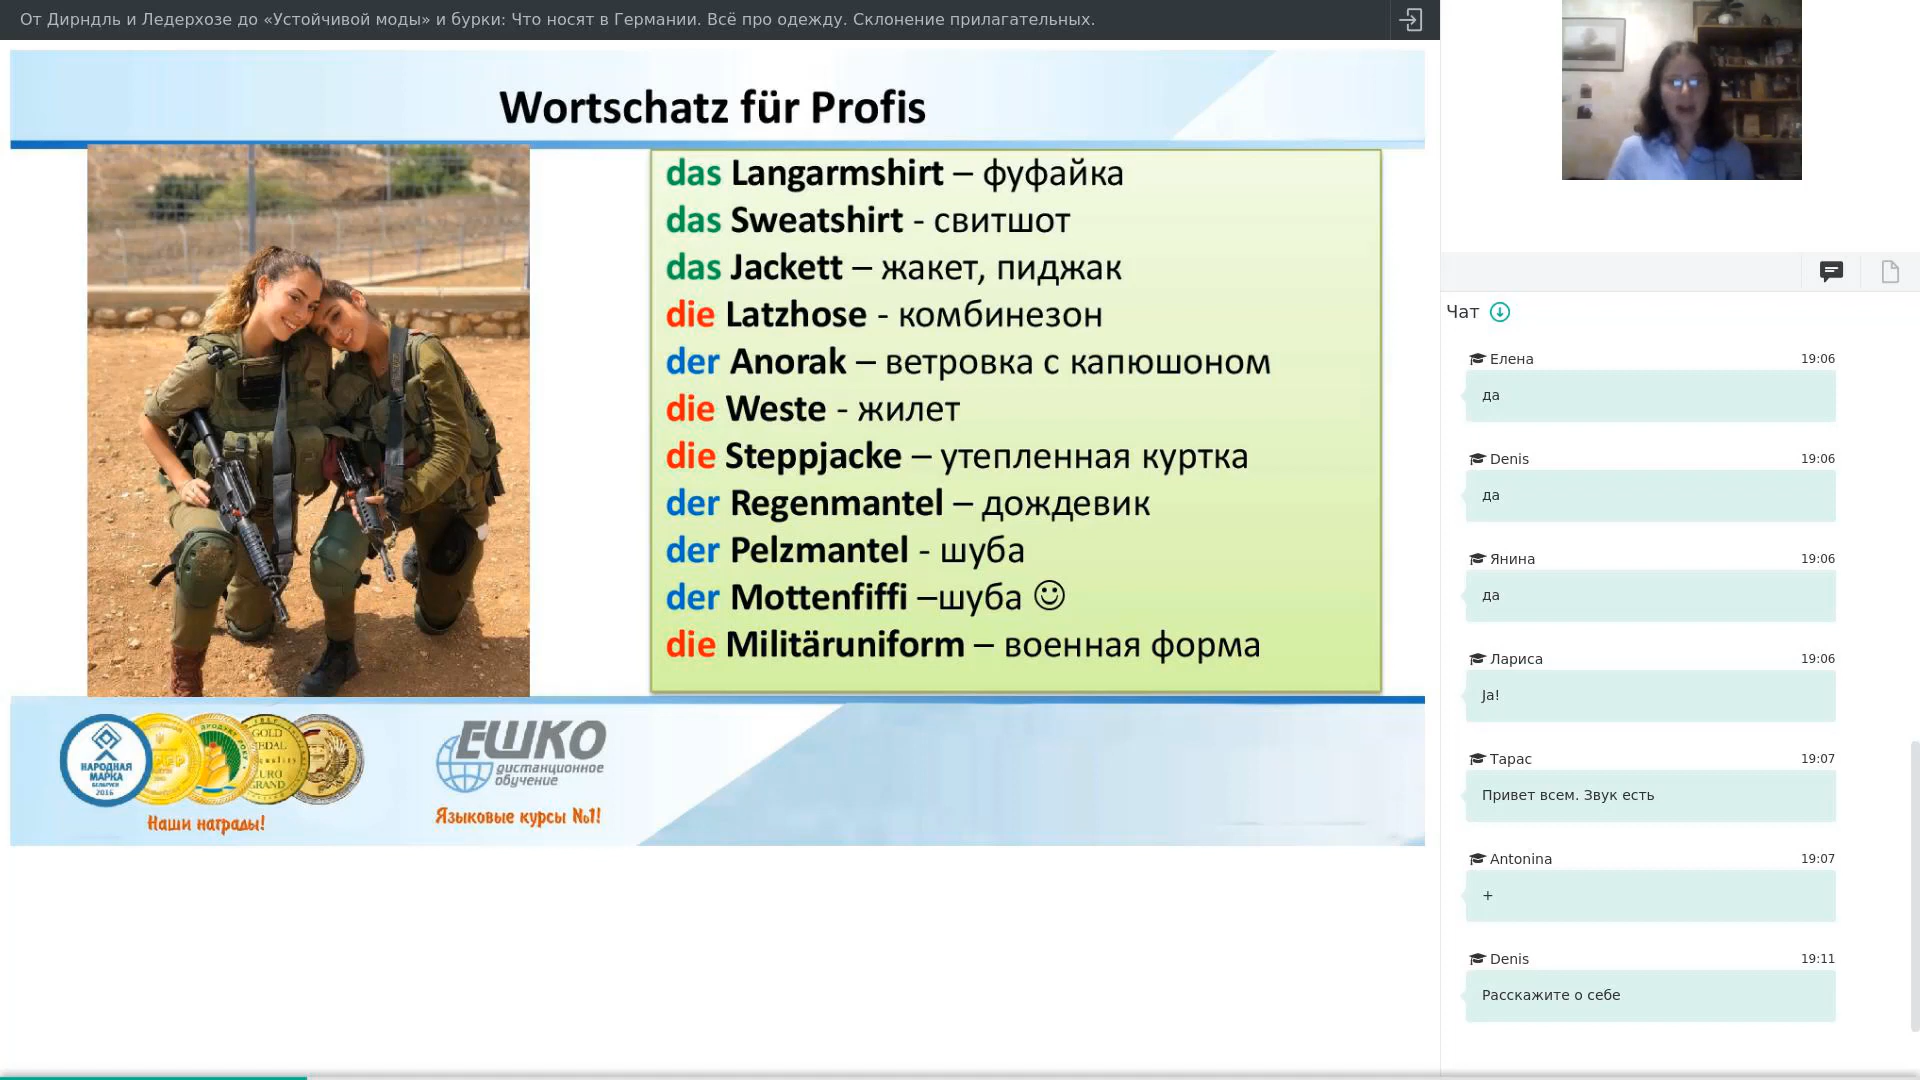 От Дирндль и Ледерхозе до «Устойчивой моды» и бурки: Что носят в Германии. Всё про одежду. Склонение прилагательных.
Wortschatz für Profis
das Langarmshirt – фуфайка
das Sweatshirt - свитшот
das Jackett – жакет, пиджак
die Latzhose - комбинезон
der Anorak – ветровка с капюшоном
die Weste - жилет
die Steppjacke – утепленная куртка
der Regenmantel – дождевик
der Pelzmantel - шуба
der Mottenfiffi –шуба ☺
die Militäruniform – военная форма
НАРОДНАЯ
МАРКА
БЕЛАРУСИ
2016
GOLD
MEDAL
EURO
GRAND
Наши награды!
ЕШКО
дистанционное
обучение
Языковые курсы №1!
Чат
Елена 19:06
да
Denis 19:06
да
Янина 19:06
да
Лариса 19:06
Ja!
Тарас 19:07
Привет всем. Звук есть
Antonina 19:07
+
Denis 19:11
Расскажите о себе